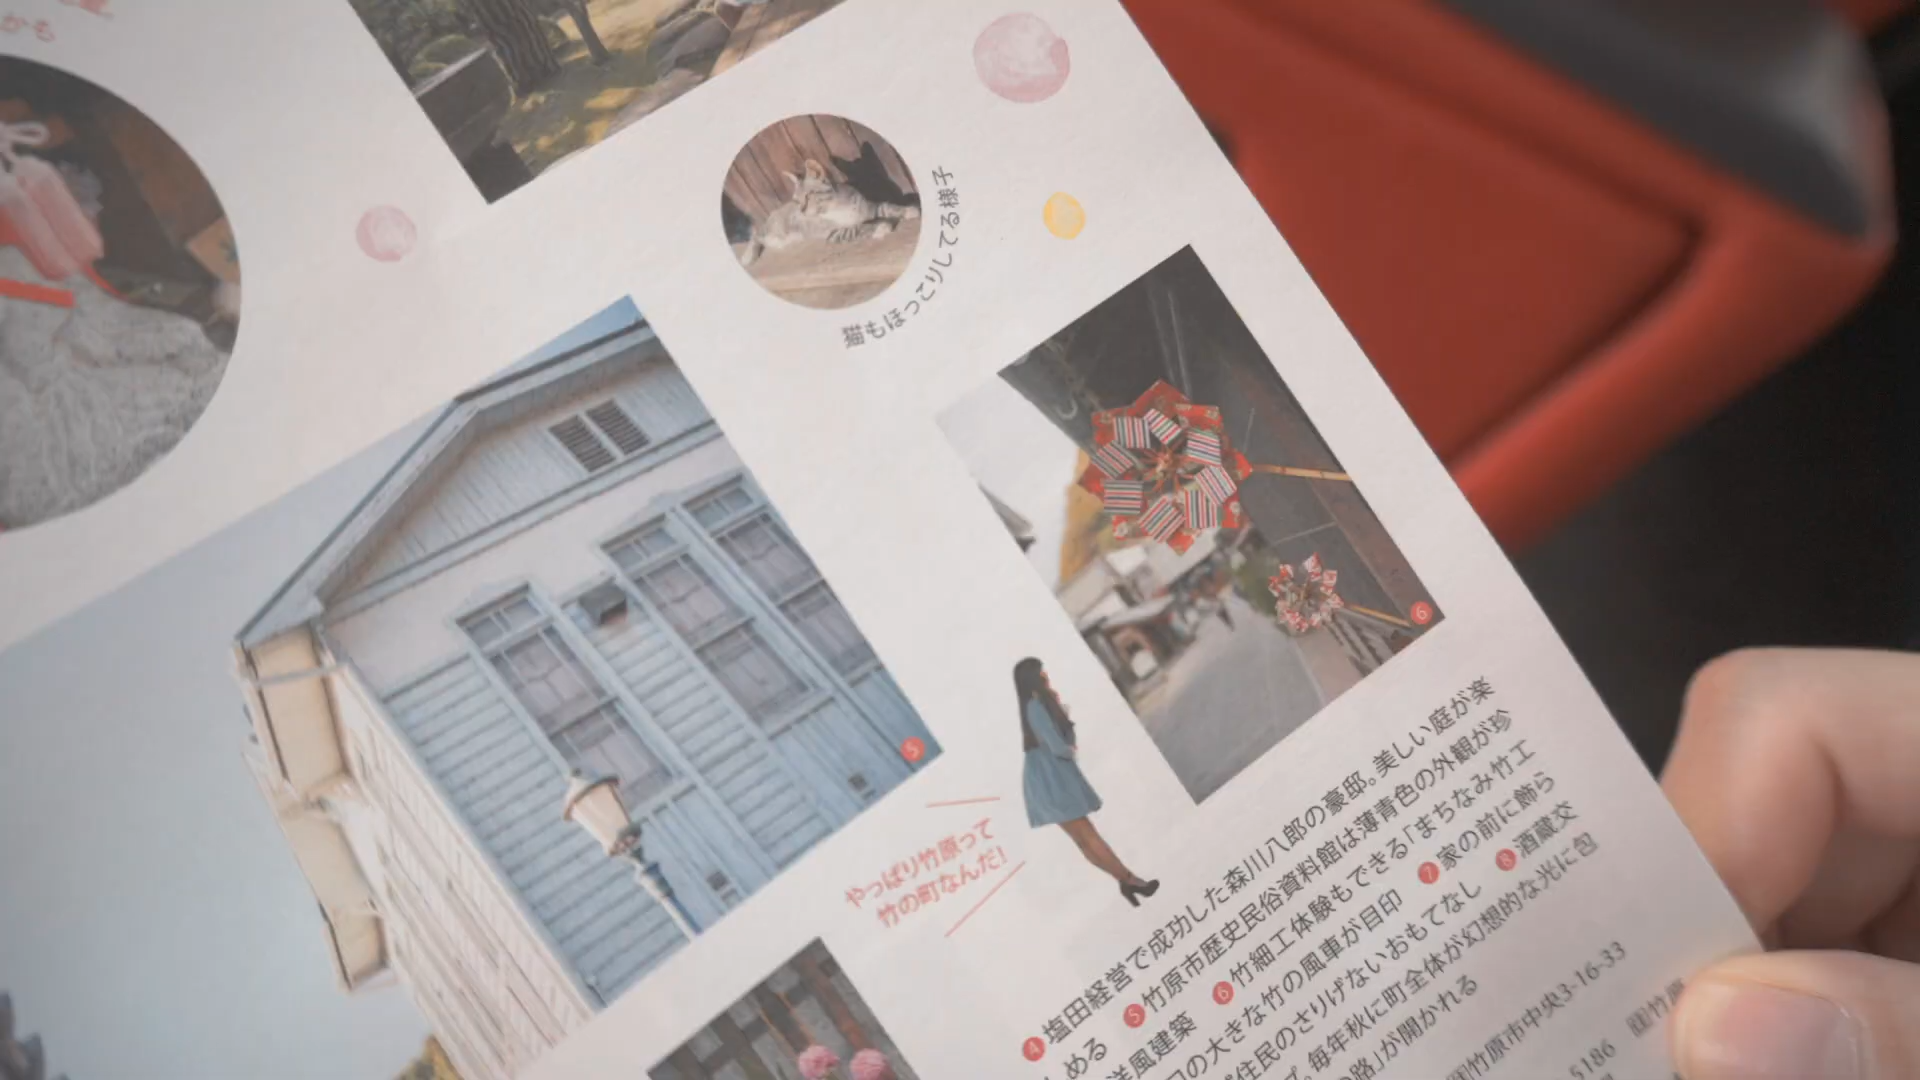 かち
猫もほっこりしてる様子
5
6
やっぱり竹原って
竹の町なんだ!
4 塩田経営で成功した森川八郎の豪邸。美しい庭が楽
しめる 5 竹原市歴史民俗資料館は薄青色の外観が珍
洋風建築 6 竹細工体験もできる「まちなみ竹工
口の大きな竹の風車が目印 7 家の前に飾ら
住民のさりげないおもてなし 8 酒蔵交
プ。毎年秋に町全体が幻想的な光に包
路」が開かれる
竹原市中央3-16-33
5186